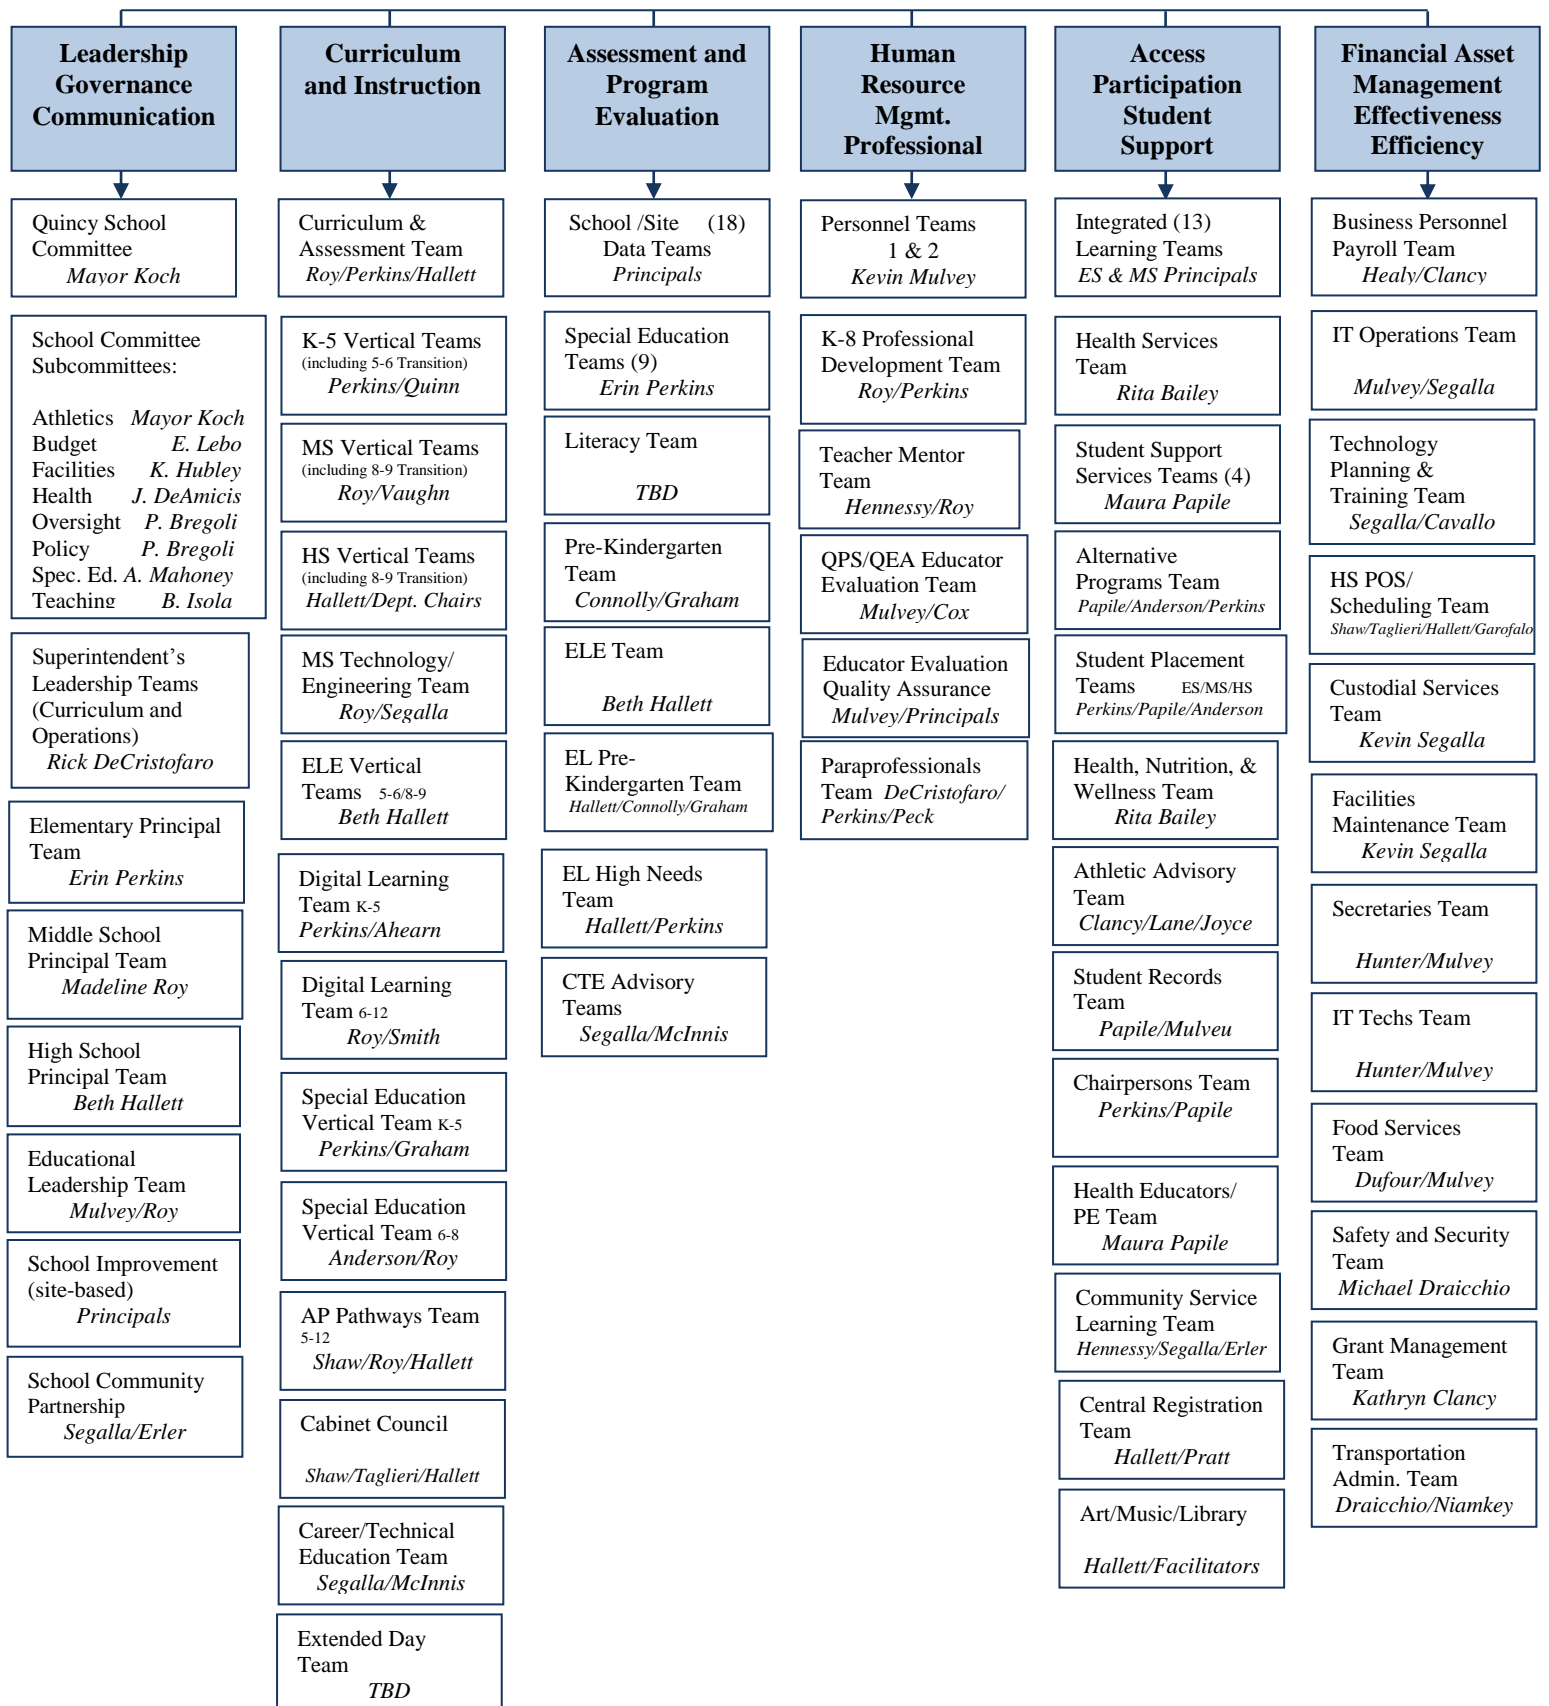 Leadership
Governance
Communication
Quincy School
Committee
Mayor Koch
School Committee
Subcommittees:
Athletics Mayor Koch
Budget E. Lebo
Facilities K. Hubley
Health J. DeAmicis
Oversight P. Bregoli
Policy P. Bregoli
Spec. Ed. A. Mahoney
Teaching B. Isola
Superintendent's
Leadership Teams
(Curriculum and
Operations)
Rick DeCristofaro
Elementary Principal
Team
Erin Perkins
Middle School
Principal Team
Madeline Roy
High School
Principal Team
Beth Hallett
Educational
Leadership Team
Mulvey/Roy
School Improvement
(site-based)
Principals
School Community
Partnership
Segalla/Erler
Curriculum
and Instruction
Curriculum &
Assessment Team
Roy/Perkins/Hallett
K-5 Vertical Teams
(including 5-6 Transition)
Perkins/Quinn
MS Vertical Teams
(including 8-9 Transition)
Roy/Vaughn
HS Vertical Teams
(including 8-9 Transition)
Hallett/Dept. Chairs
MS Technology/
Engineering Team
Roy/Segalla
ELE Vertical
Teams 5-6/8-9
Beth Hallett
Digital Learning
Team K-5
Perkins/Ahearn
Digital Learning
Team 6-12
Roy/Smith
Special Education
Vertical Team K-5
Perkins/Graham
Special Education
Vertical Team 6-8
Anderson/Roy
AP Pathways Team
5-12
Shaw/Roy/Hallett
Cabinet Council
Shaw/Taglieri/Hallett
Career/Technical
Education Team
Segalla/McInnis
Extended Day
Team
TBD
Assessment and
Program
Evaluation
School /Site (18)
Data Teams
Principals
Special Education
Teams (9)
Erin Perkins
Literacy Team
TBD
Pre-Kindergarten
Team
Connolly/Graham
ELE Team
Beth Hallett
EL Pre-
Kindergarten Team
Hallett/Connolly/Graham
EL High Needs
Team
Hallett/Perkins
CTE Advisory
Teams
Segalla/McInnis
Human
Resource
Mgmt.
Professional
Personnel Teams
1 & 2
Kevin Mulvey
K-8 Professional
Development Team
Roy/Perkins
Teacher Mentor
Team
Hennessy/Roy
QPS/QEA Educator
Evaluation Team
Mulvey/Cox
Educator Evaluation
Quality Assurance
Mulvey/Principals
Paraprofessionals
Team DeCristofaro/
Perkins/Peck
Access
Participation
Student
Support
Integrated (13)
Learning Teams
ES & MS Principals
Health Services
Team
Rita Bailey
Student Support
Services Teams (4)
Maura Papile
Alternative
Programs Team
Papile/Anderson/Perkins
Student Placement
Teams ES/MS/HS
Perkins/Papile/Anderson
Health, Nutrition, &
Wellness Team
Rita Bailey
Athletic Advisory
Team
Clancy/Lane/Joyce
Student Records
Team
Papile/Mulveu
Chairpersons Team
Perkins/Papile
Health Educators/
PE Team
Maura Papile
Community Service
Learning Team
Hennessy/Segalla/Erler
Central Registration
Team
Hallett/Pratt
Art/Music/Library
Hallett/Facilitators
Financial Asset
Management
Effectiveness
Efficiency
Business Personnel
Payroll Team
Healy/Clancy
IT Operations Team
Mulvey/Segalla
Technology
Planning &
Training Team
Segalla/Cavallo
HS POS/
Scheduling Team
Shaw/Taglieri/Hallett/Garofalo
Custodial Services
Team
Kevin Segalla
Facilities
Maintenance Team
Kevin Segalla
Secretaries Team
Hunter/Mulvey
IT Techs Team
Hunter/Mulvey
Food Services
Team
Dufour/Mulvey
Safety and Security
Team
Michael Draicchio
Grant Management
Team
Kathryn Clancy
Transportation
Admin. Team
Draicchio/Niamkey